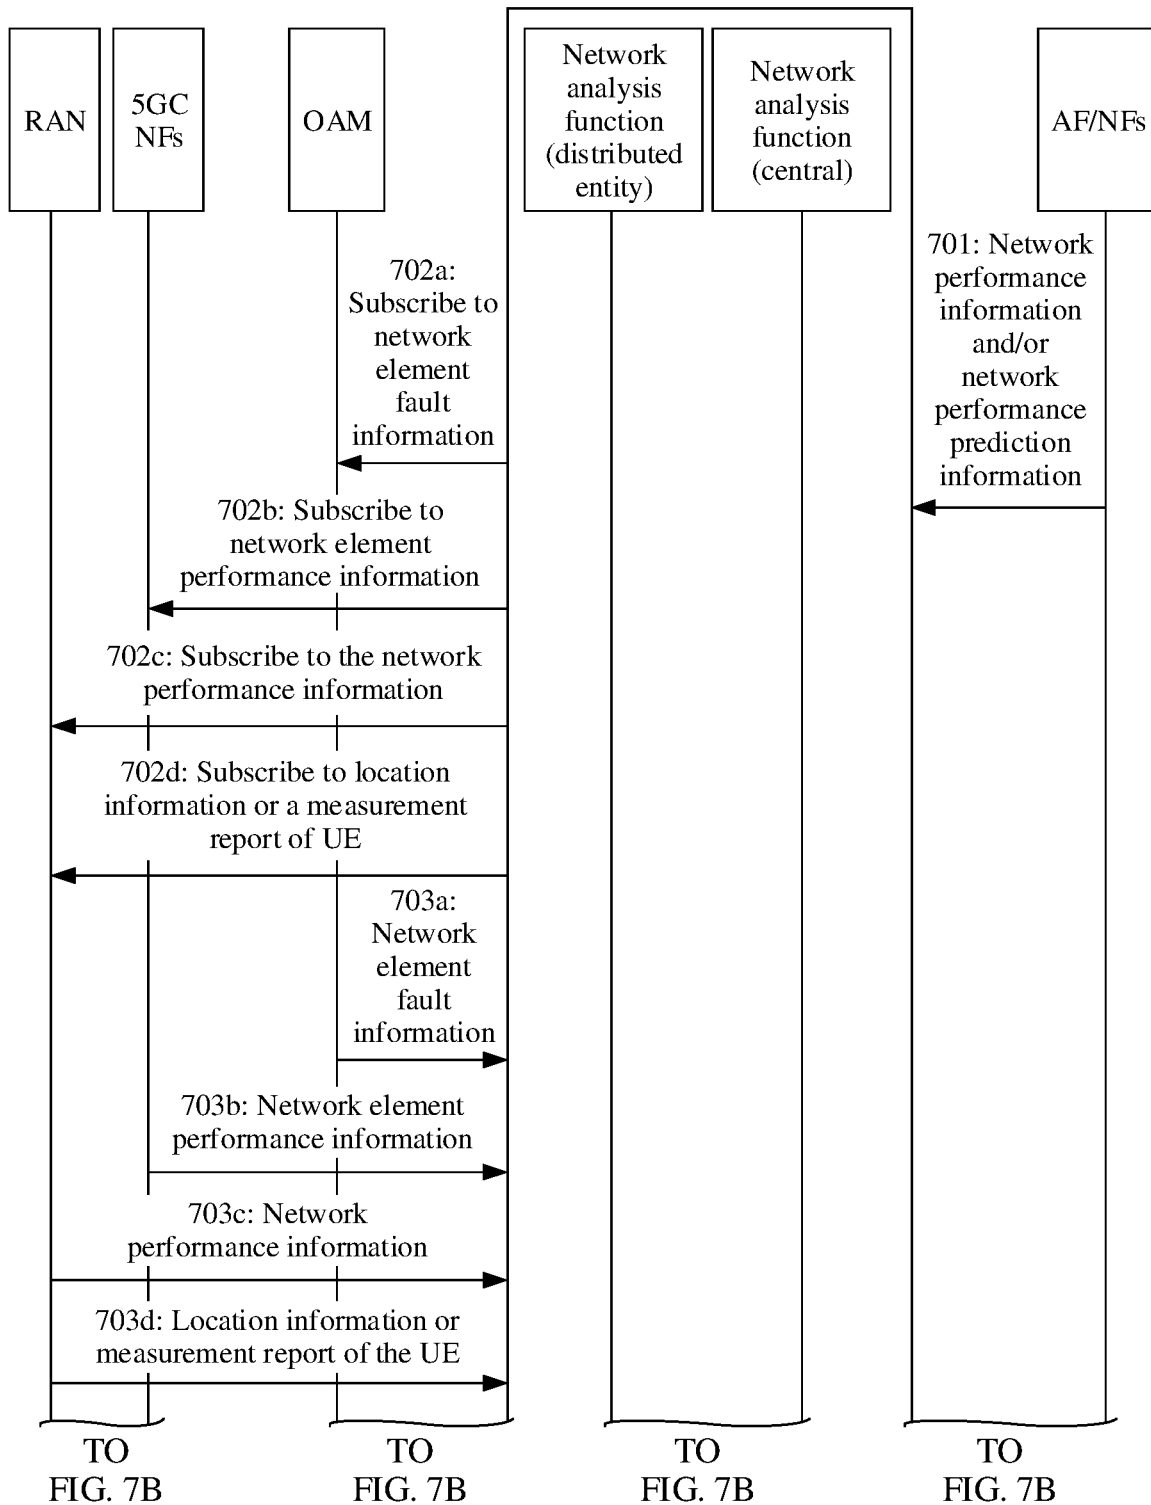 RAN
5GC
NFs
OAM
Network
analysis
function
(distributed
entity)
Network
analysis
function
(central)
AF/NFs
701: Network
performance
information
and/or
network
performance
prediction
information
702a:
Subscribe to
network
element
fault
information
702b: Subscribe to
network element
performance information
702c: Subscribe to the network
performance information
702d: Subscribe to location
information or a measurement
report of UE
703a:
Network
element
fault
information
703b: Network element
performance information
703c: Network
performance information
703d: Location information or
measurement report of the UE
TO
FIG. 7B
TO
FIG. 7B
TO
FIG. 7B
TO
FIG. 7B